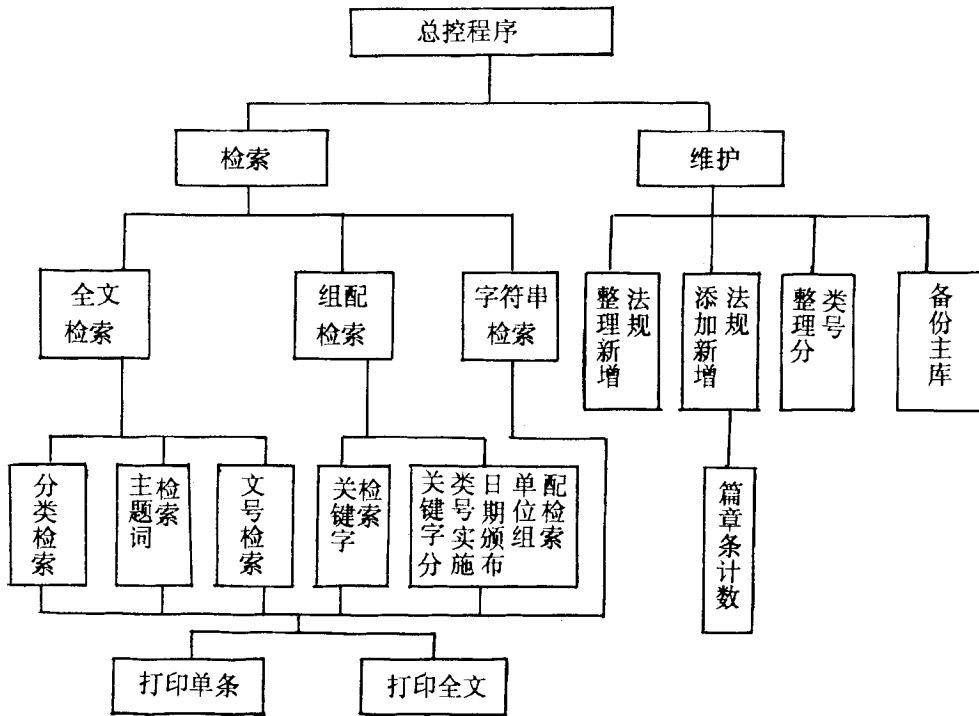 总控程序
检索
维护
全文
检索
组配
检索
字符串
检索
整理新增
法规
添加新增
法规
整理分
类号
备份主库
分类检索
主题词
检索
文号检索
关键字
检索
关键字分
类号实施
日期颁布
单位组
配检索
篇章条计数
打印单条
打印全文